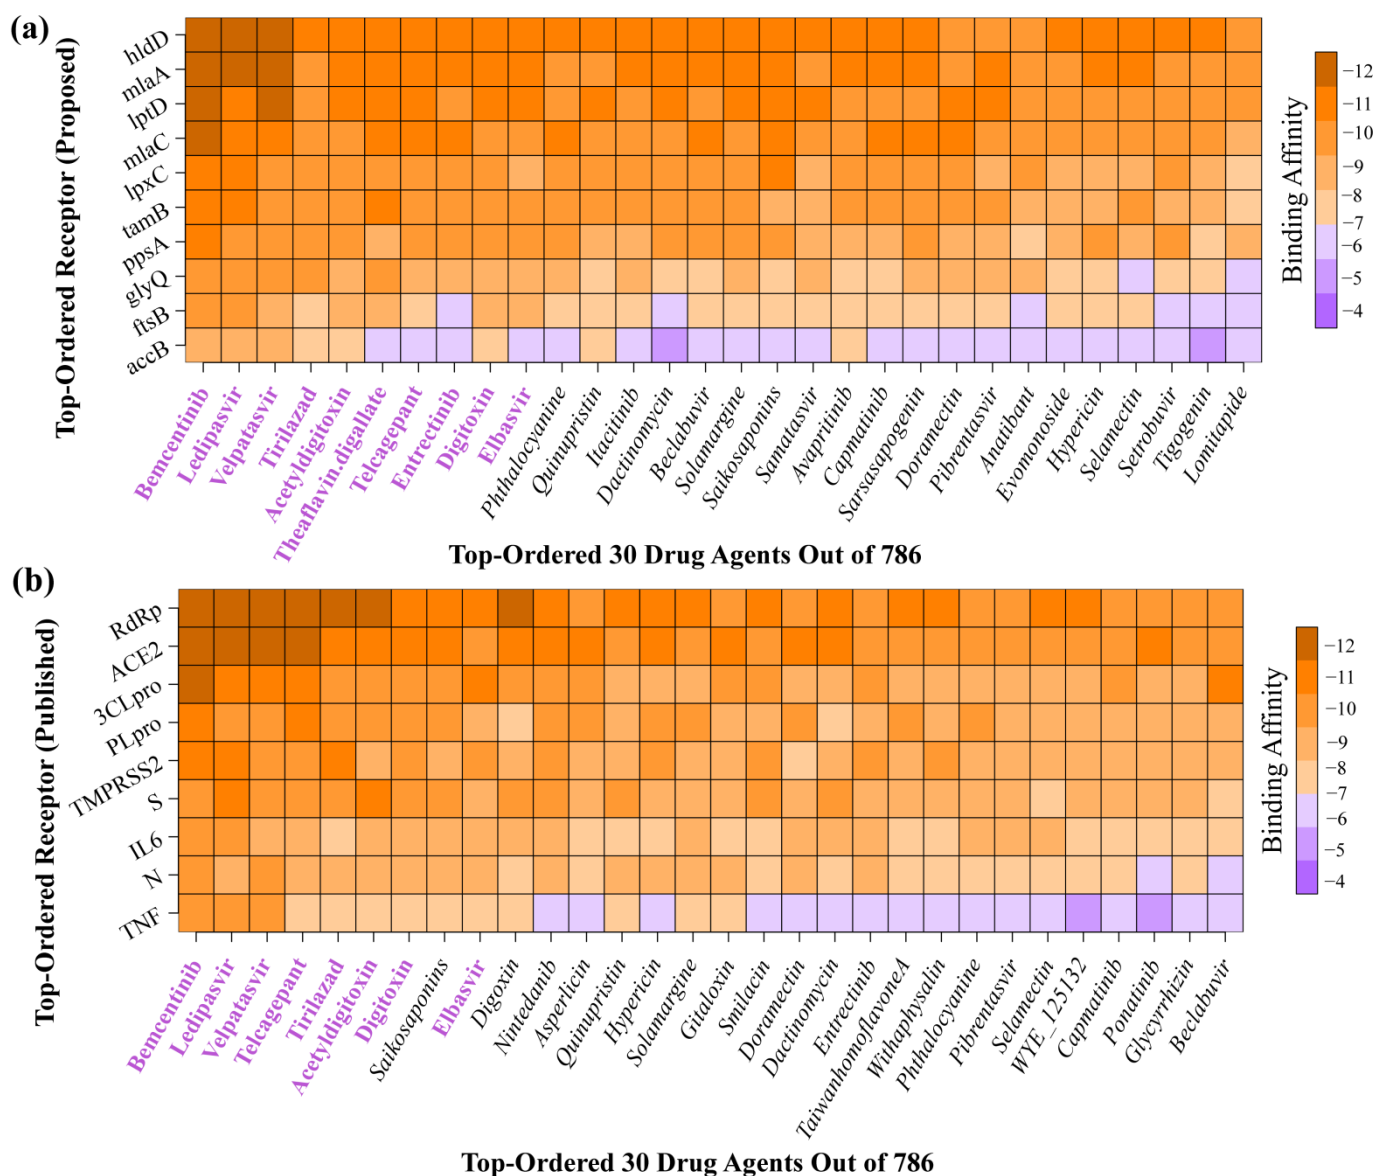 (a)
Top-Ordered Receptor (Proposed)
hldD
mlaA
lptD
mlaC
lpxC
tamB
ppsA
glyQ
ftsB
accB
Bemcentinib
Ledipasvir
Velpatasvir
Tirilazad
Acetyldigitoxin
Theaflavin.digallate
Telcagepant
Entrectinib
Digitoxin
Elbasvir
Phthalocyanine
Quinupristin
Itacitinib
Dactinomycin
Beclabuvir
Solamargine
Saikosaponins
Samatasvir
Avapritinib
Capmatinib
Sarsasapogenin
Doramectin
Pibrentasvir
Anatibant
Evomonoside
Hypericin
Selamectin
Setrobuvir
Tigogenin
Lomitapide
Top-Ordered 30 Drug Agents Out of 786
Binding Affinity
−12
−11
−10
−9
−8
−7
−6
−5
−4
(b)
Top-Ordered Receptor (Published)
RdRp
ACE2
3CLpro
PLpro
TMPRSS2
S
IL6
N
TNF
Bemcentinib
Ledipasvir
Velpatasvir
Telcagepant
Tirilazad
Acetyldigitoxin
Digitoxin
Saikosaponins
Elbasvir
Digoxin
Nintedanib
Asperlicin
Quinupristin
Hypericin
Solamargine
Gitaloxin
Smilacin
Doramectin
Dactinomycin
Entrectinib
TaiwanhomoflavoneA
Withaphysalin
Phthalocyanine
Pibrentasvir
Selamectin
WYE_125132
Capmatinib
Ponatinib
Glycyrrhizin
Beclabuvir
Top-Ordered 30 Drug Agents Out of 786
Binding Affinity
−12
−11
−10
−9
−8
−7
−6
−5
−4